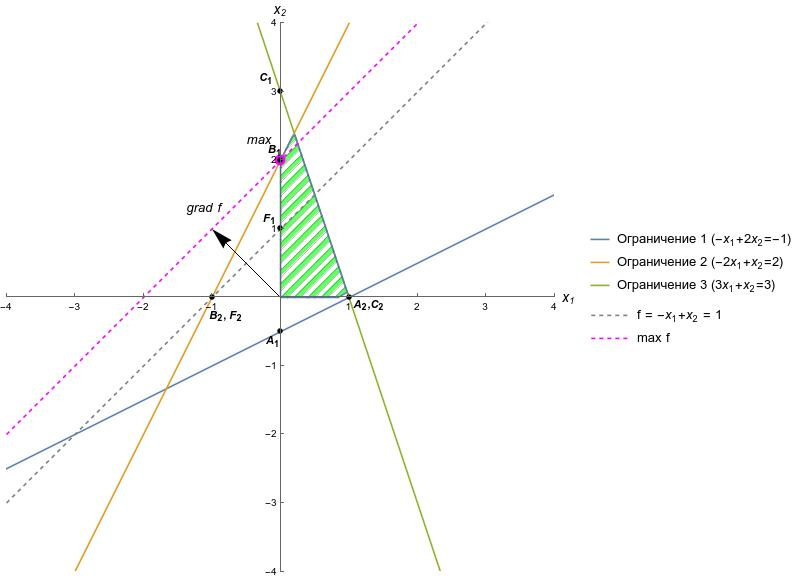 x₂
4
C₁
3
max
B₁
2
grad f
F₁
1
Ограничение 1 (−x₁+2x₂=−1)
Ограничение 2 (−2x₁+x₂=2)
Ограничение 3 (3x₁+x₂=3)
f = −x₁+x₂ = 1
max f
−4 −3 −2 −1 1 2 3 4 x₁
B₂, F₂ A₂,C₂
A₁
−1
−2
−3
−4